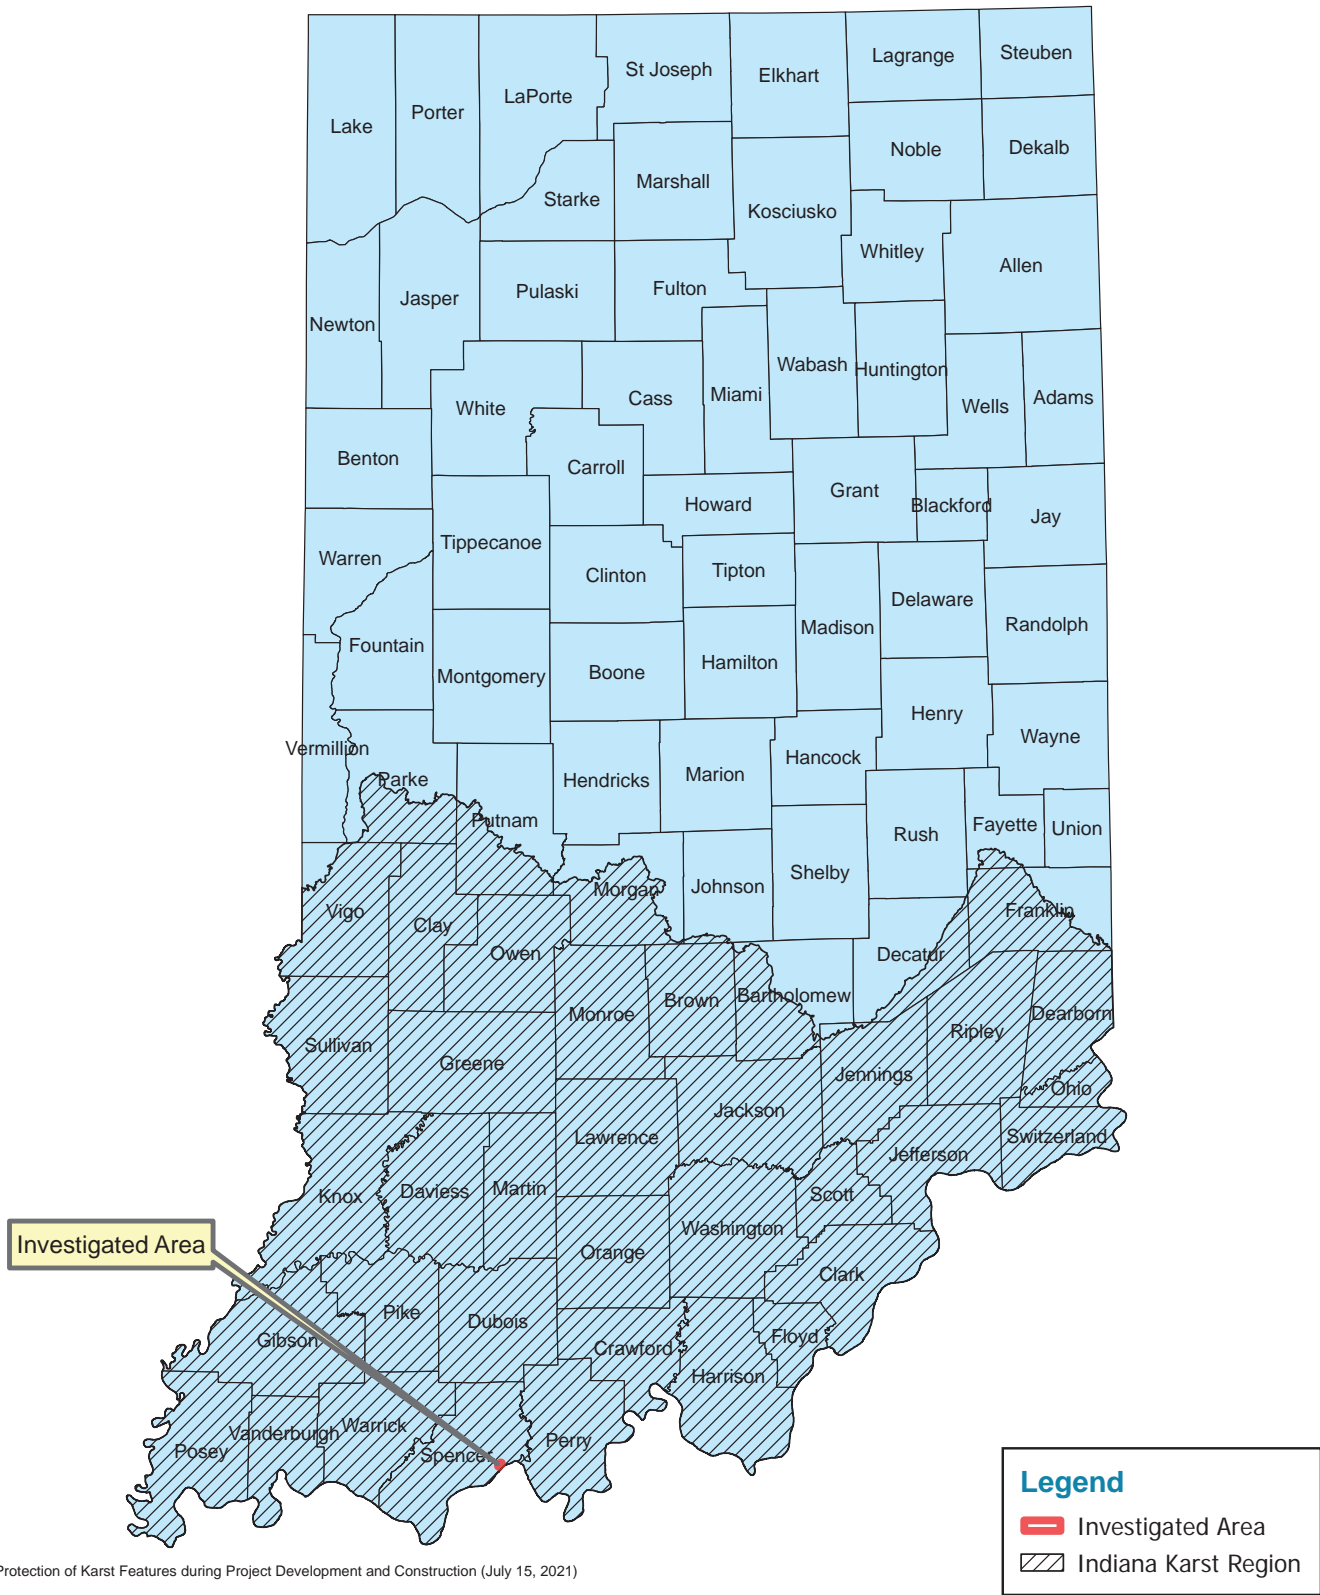 Lagrange
Steuben
St Joseph
Elkhart
LaPorte
Porter
Lake
Noble
Dekalb
Marshall
Starke
Kosciusko
Whitley
Allen
Fulton
Pulaski
Jasper
Newton
Wabash
Huntington
Miami
Cass
Adams
Wells
White
Benton
Carroll
Grant
Howard
Blackford
Jay
Tippecanoe
Warren
Tipton
Clinton
Delaware
Randolph
Madison
Fountain
Hamilton
Boone
Montgomery
Henry
Wayne
Vermillion
Hancock
Marion
Hendricks
Parke
Putnam
Fayette
Union
Rush
Shelby
Johnson
Morgan
Vigo
Franklin
Clay
Owen
Decatur
Bartholomew
Brown
Monroe
Dearborn
Ripley
Sullivan
Greene
Jennings
Ohio
Jackson
Lawrence
Switzerland
Jefferson
Martin
Daviess
Knox
Scott
Washington
Investigated Area
Orange
Clark
Pike
Dubois
Gibson
Floyd
Crawford
Harrison
Warrick
Vanderburgh
Perry
Posey
Spencer
Legend
Investigated Area
Indiana Karst Region
Protection of Karst Features during Project Development and Construction (July 15, 2021)